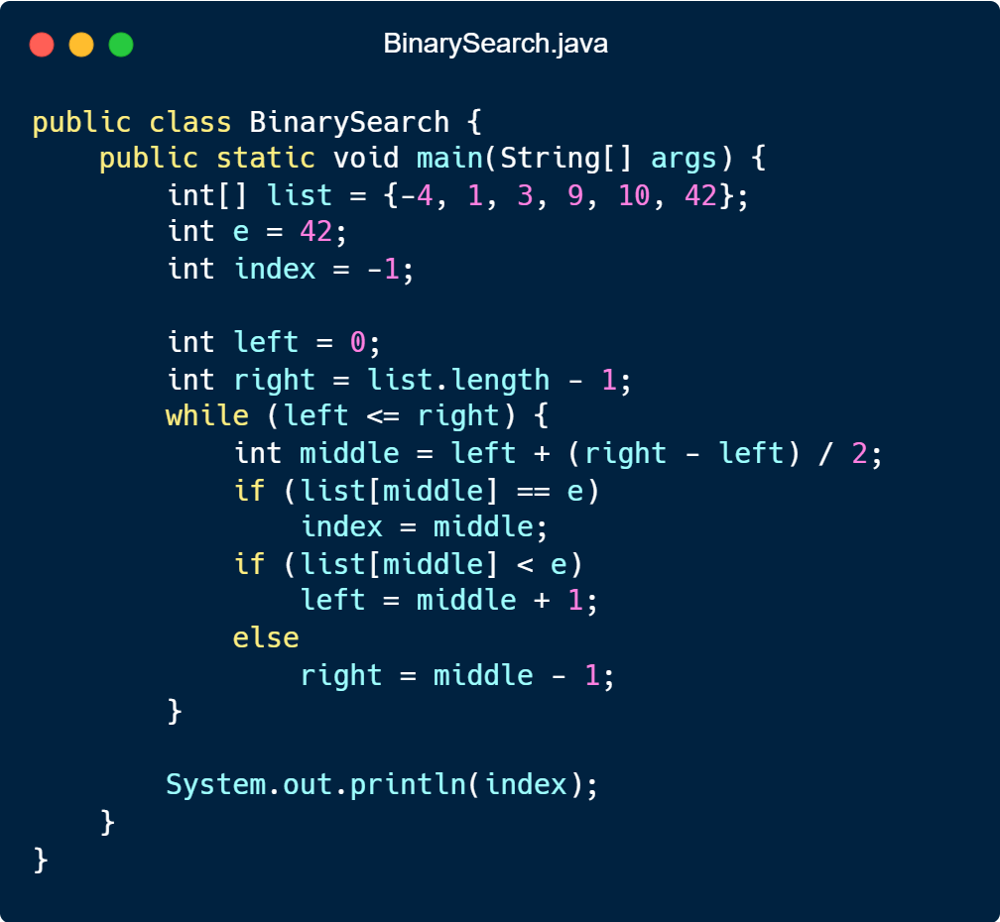 BinarySearch.java
public class BinarySearch {
    public static void main(String[] args) {
        int[] list = {-4, 1, 3, 9, 10, 42};
        int e = 42;
        int index = -1;

        int left = 0;
        int right = list.length - 1;
        while (left <= right) {
            int middle = left + (right - left) / 2;
            if (list[middle] == e)
                index = middle;
            if (list[middle] < e)
                left = middle + 1;
            else
                right = middle - 1;
        }

        System.out.println(index);
    }
}